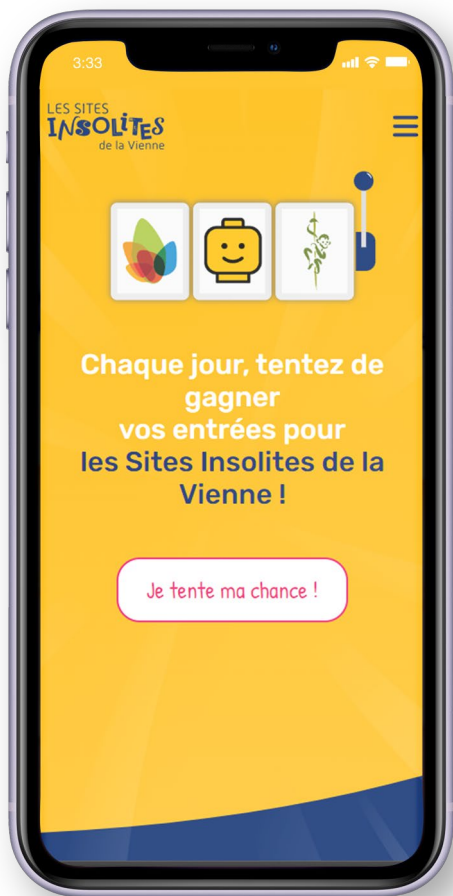 3:33
LES SITES
INSOLITES
de la Vienne
Chaque jour, tentez de
gagner
vos entrées pour
les Sites Insolites de la
Vienne !
Je tente ma chance !